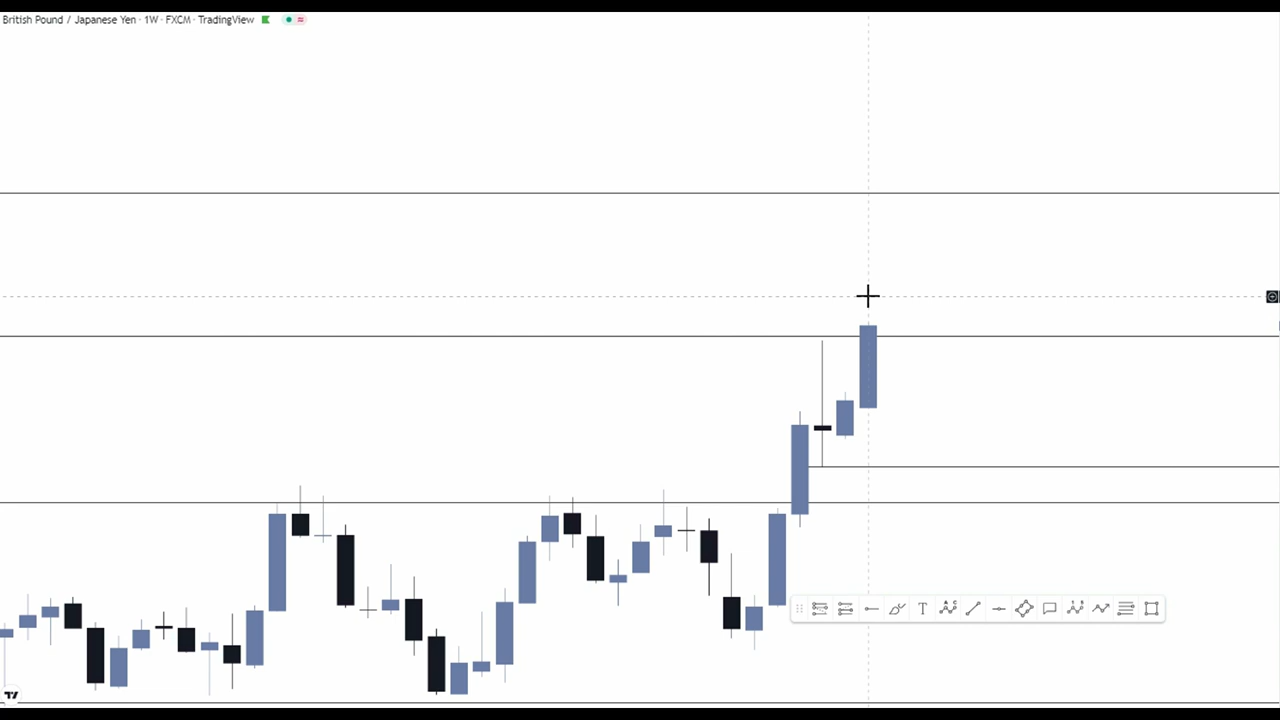 British Pound / Japanese Yen · 1W · FXCM · TradingView